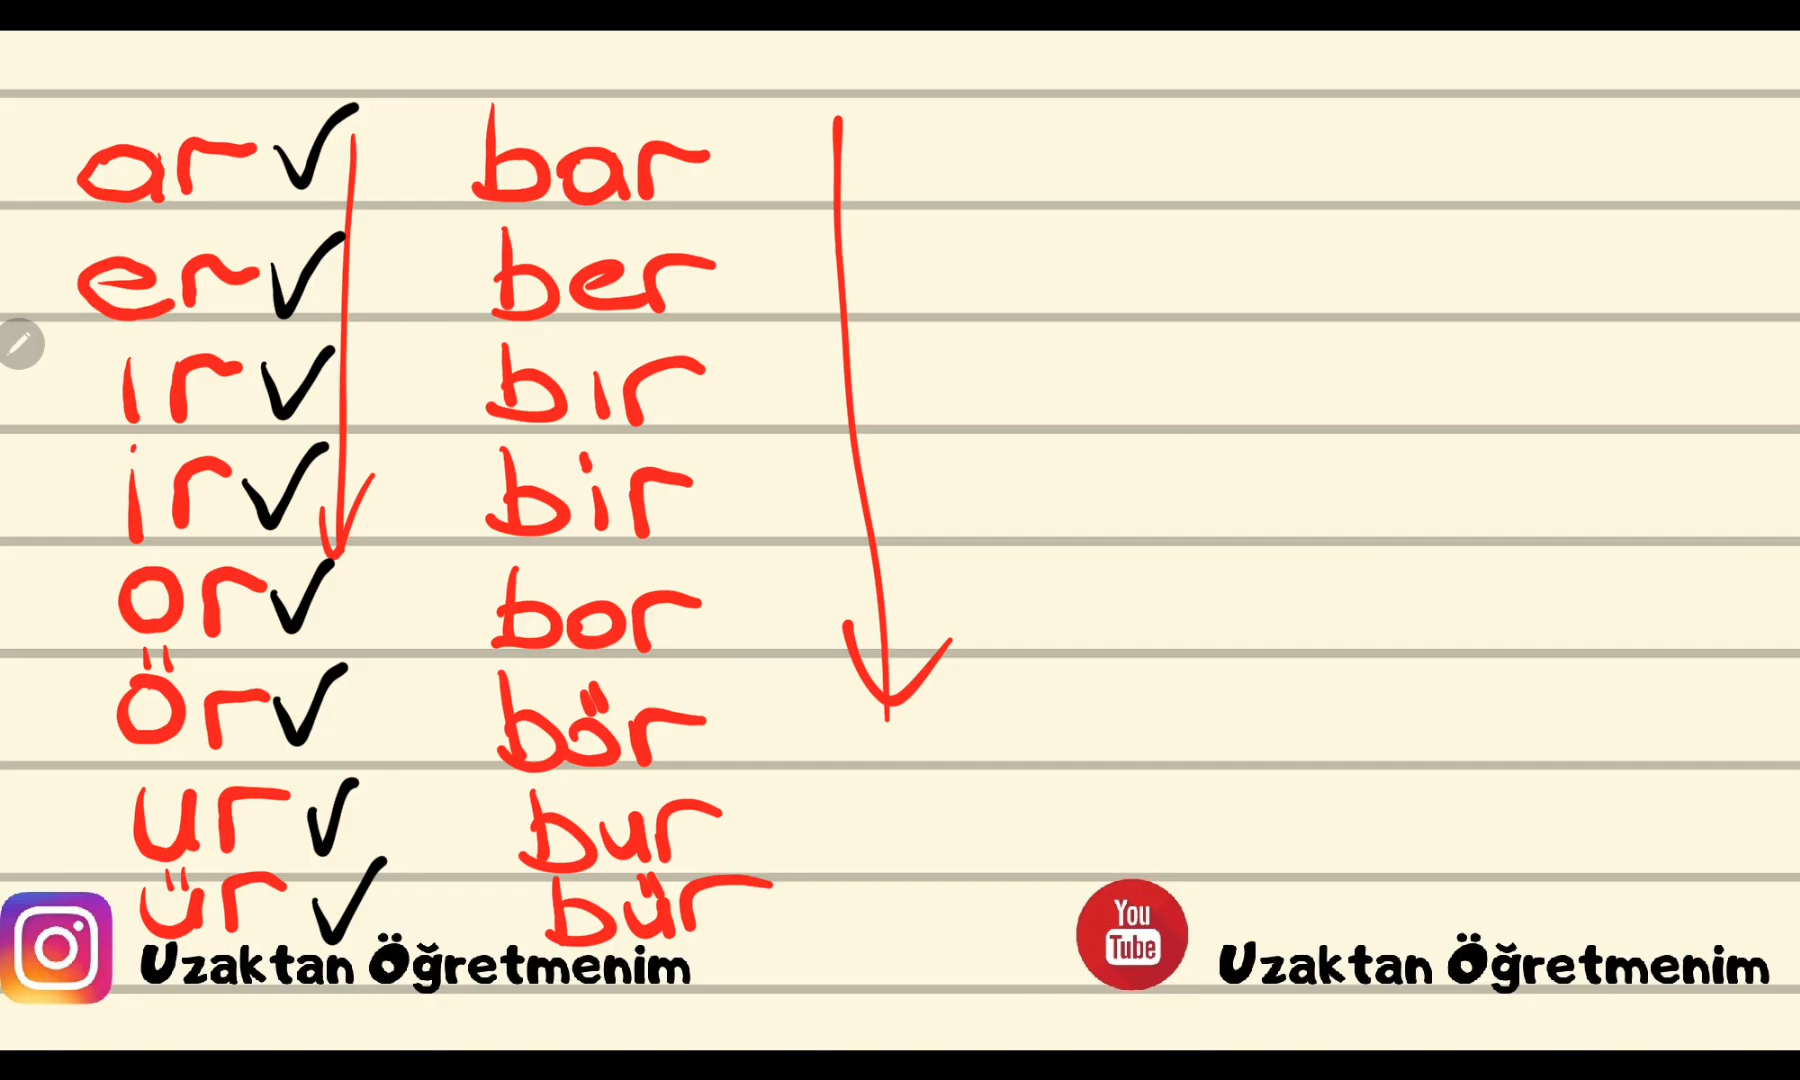 ar bar
er ber
ır bır
ir bir
or bor
ör bör
ur bur
ür bür
Uzaktan Öğretmenim
You
Tube
Uzaktan Öğretmenim